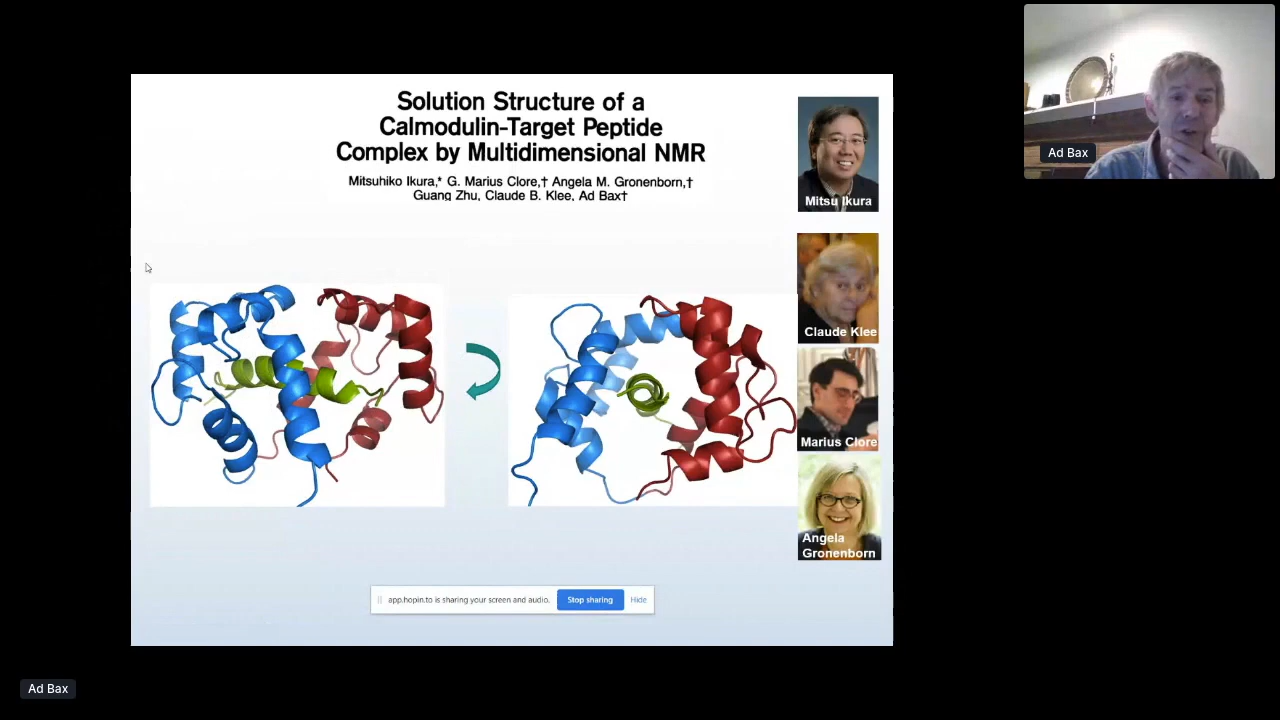 Solution Structure of a
Calmodulin-Target Peptide
Complex by Multidimensional NMR
Mitsuhiko Ikura,* G. Marius Clore,† Angela M. Gronenborn,†
Guang Zhu, Claude B. Klee, Ad Bax†
Mitsu Ikura
Claude Klee
Marius Clore
Angela
Gronenborn
app.hopin.to is sharing your screen and audio.
Stop sharing
Hide
Ad Bax
Ad Bax